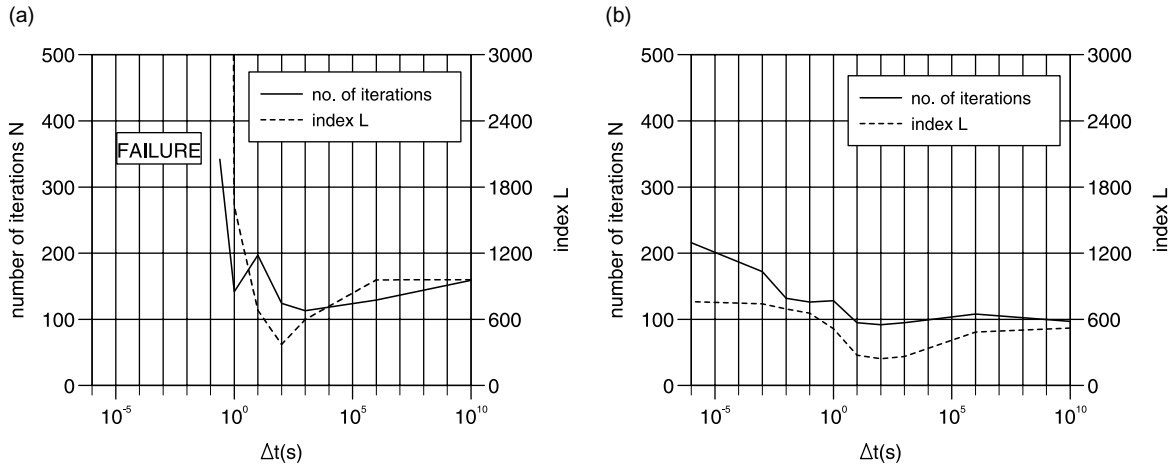 (a)
500
400
300
200
100
0
number of iterations N
3000
2400
1800
1200
600
0
index L
no. of iterations
index L
FAILURE
10^-5
10^0
10^5
10^10
Δt(s)
(b)
500
400
300
200
100
0
number of iterations N
3000
2400
1800
1200
600
0
index L
no. of iterations
index L
10^-5
10^0
10^5
10^10
Δt(s)